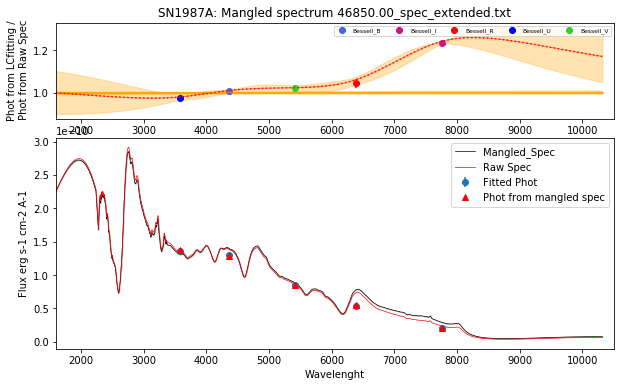 SN1987A: Mangled spectrum 46850.00_spec_extended.txt
Phot from LCfitting /
Phot from Raw Spec
1.2
1.0
Bessell_B Bessell_I Bessell_R Bessell_U Bessell_V
2000 3000 4000 5000 6000 7000 8000 9000 10000
1e−10
Flux erg s-1 cm-2 A-1
3.0
2.5
2.0
1.5
1.0
0.5
0.0
Mangled_Spec
Raw Spec
Fitted Phot
Phot from mangled spec
2000 3000 4000 5000 6000 7000 8000 9000 10000
Wavelenght